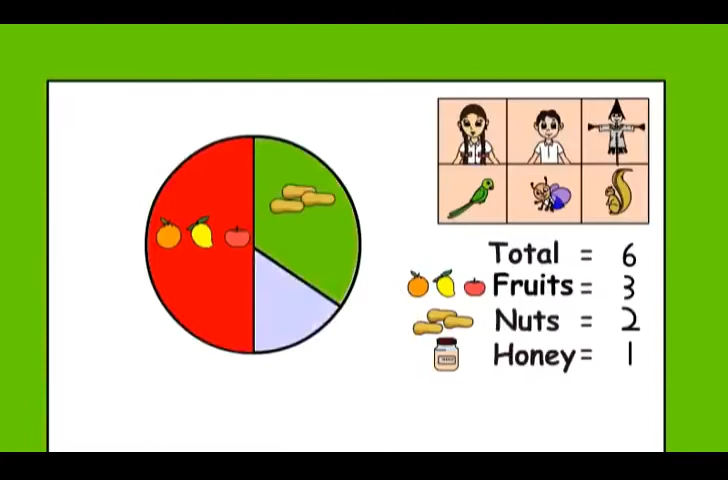 Total = 6
Fruits = 3
Nuts = 2
Honey = 1